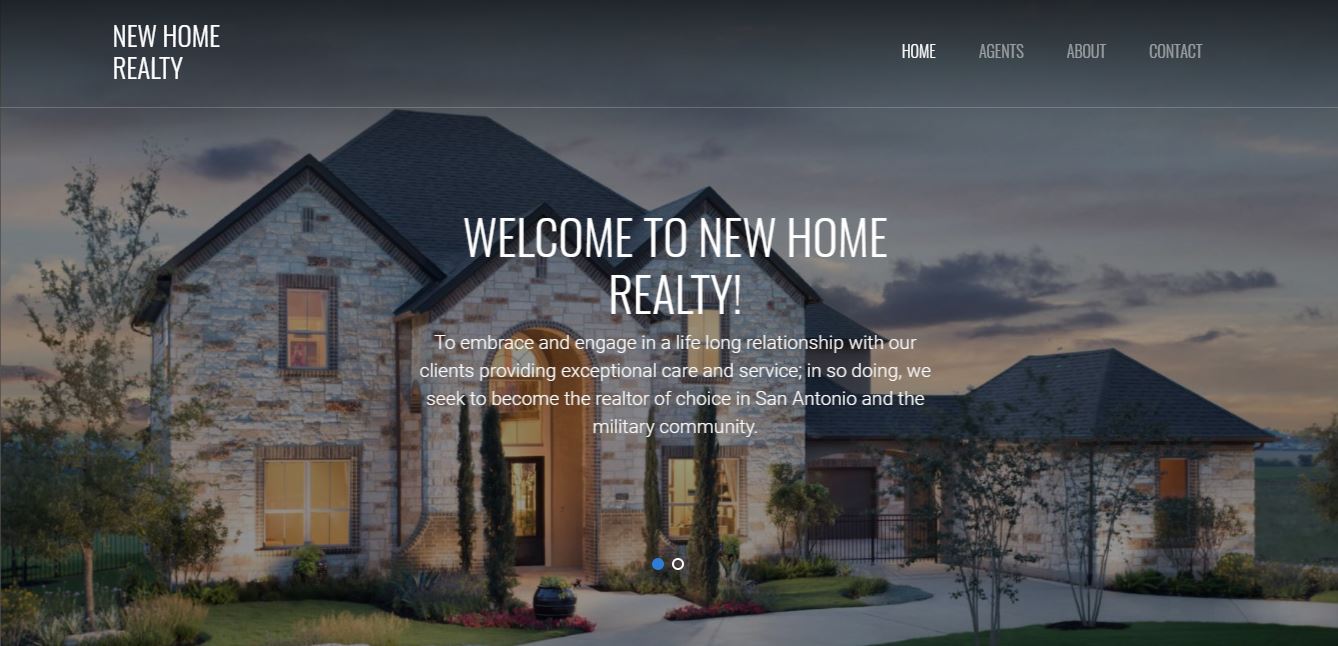 NEW HOME
REALTY
HOME AGENTS ABOUT CONTACT
WELCOME TO NEW HOME
REALTY!
To embrace and engage in a life long relationship with our
clients providing exceptional care and service; in so doing, we
seek to become the realtor of choice in San Antonio and the
military community.